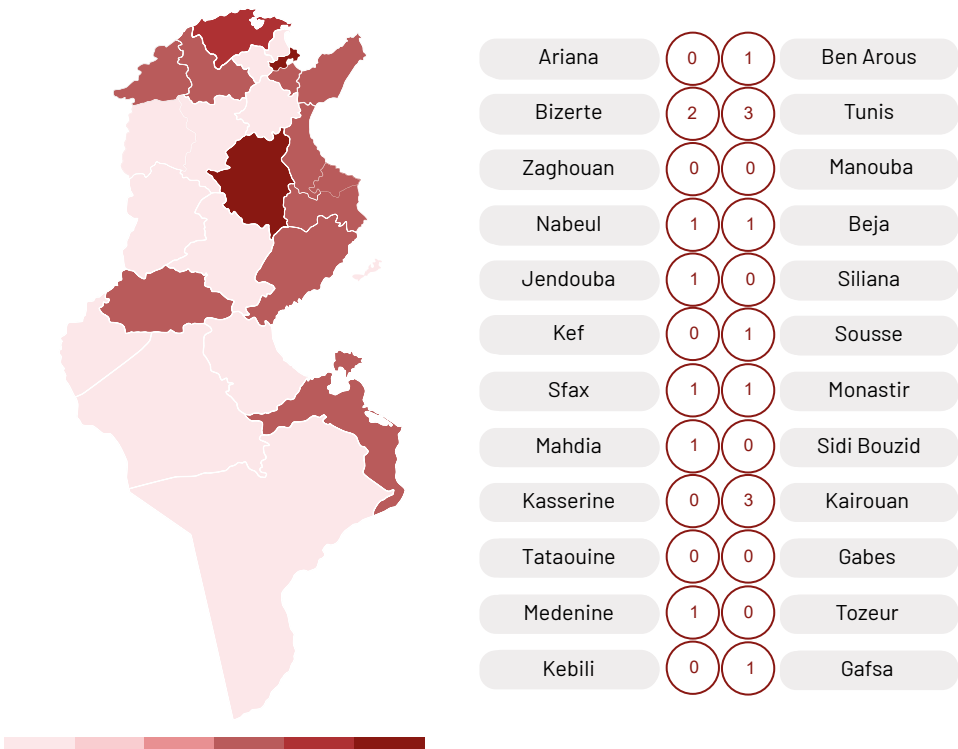 Ariana 0 1 Ben Arous
Bizerte 2 3 Tunis
Zaghouan 0 0 Manouba
Nabeul 1 1 Beja
Jendouba 1 0 Siliana
Kef 0 1 Sousse
Sfax 1 1 Monastir
Mahdia 1 0 Sidi Bouzid
Kasserine 0 3 Kairouan
Tataouine 0 0 Gabes
Medenine 1 0 Tozeur
Kebili 0 1 Gafsa